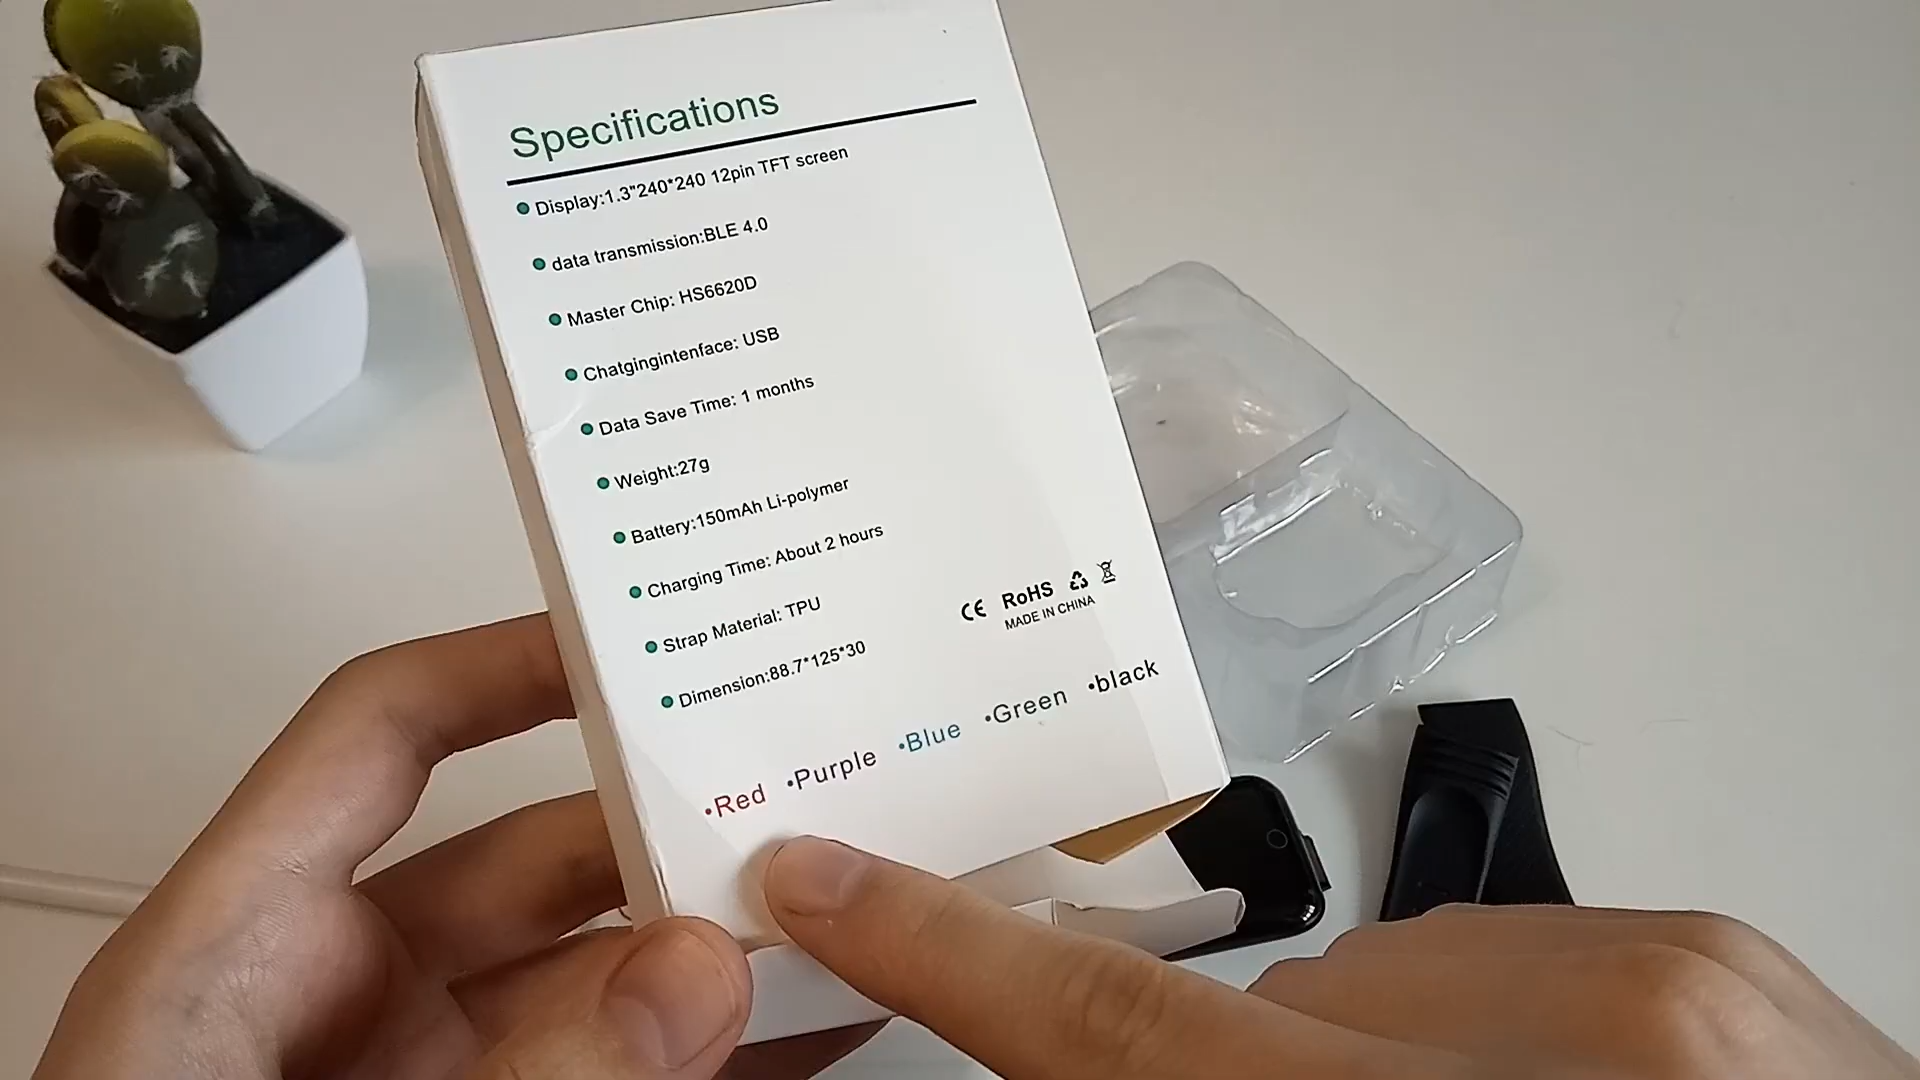 Specifications
Display:1.3"240*240 12pin TFT screen
data transmission:BLE 4.0
Master Chip: HS6620D
Chatgingintenface: USB
Data Save Time: 1 months
Weight:27g
Battery:150mAh Li-polymer
Charging Time: About 2 hours
Strap Material: TPU
Dimension:88.7*125*30
CE RoHS
MADE IN CHINA
•Red •Purple •Blue •Green •black